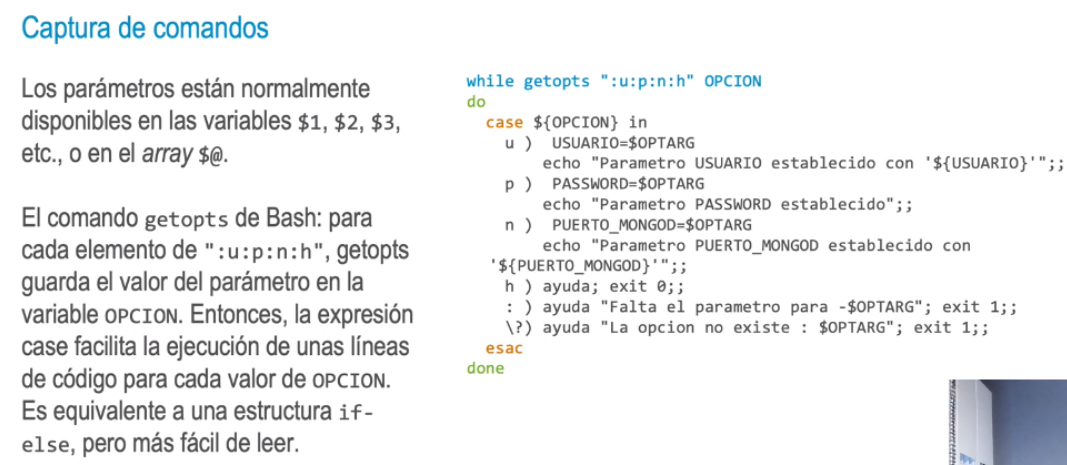 Captura de comandos
Los parámetros están normalmente
disponibles en las variables $1, $2, $3,
etc., o en el array $@.
El comando getopts de Bash: para
cada elemento de ":u:p:n:h", getopts
guarda el valor del parámetro en la
variable OPCION. Entonces, la expresión
case facilita la ejecución de unas líneas
de código para cada valor de OPCION.
Es equivalente a una estructura if-
else, pero más fácil de leer.
while getopts ":u:p:n:h" OPCION
do
case ${OPCION} in
u ) USUARIO=$OPTARG
echo "Parametro USUARIO establecido con '${USUARIO}'";;
p ) PASSWORD=$OPTARG
echo "Parametro PASSWORD establecido";;
n ) PUERTO_MONGOD=$OPTARG
echo "Parametro PUERTO_MONGOD establecido con
'${PUERTO_MONGOD}'";;
h ) ayuda; exit 0;;
: ) ayuda "Falta el parametro para -$OPTARG"; exit 1;;
\?) ayuda "La opcion no existe : $OPTARG"; exit 1;;
esac
done